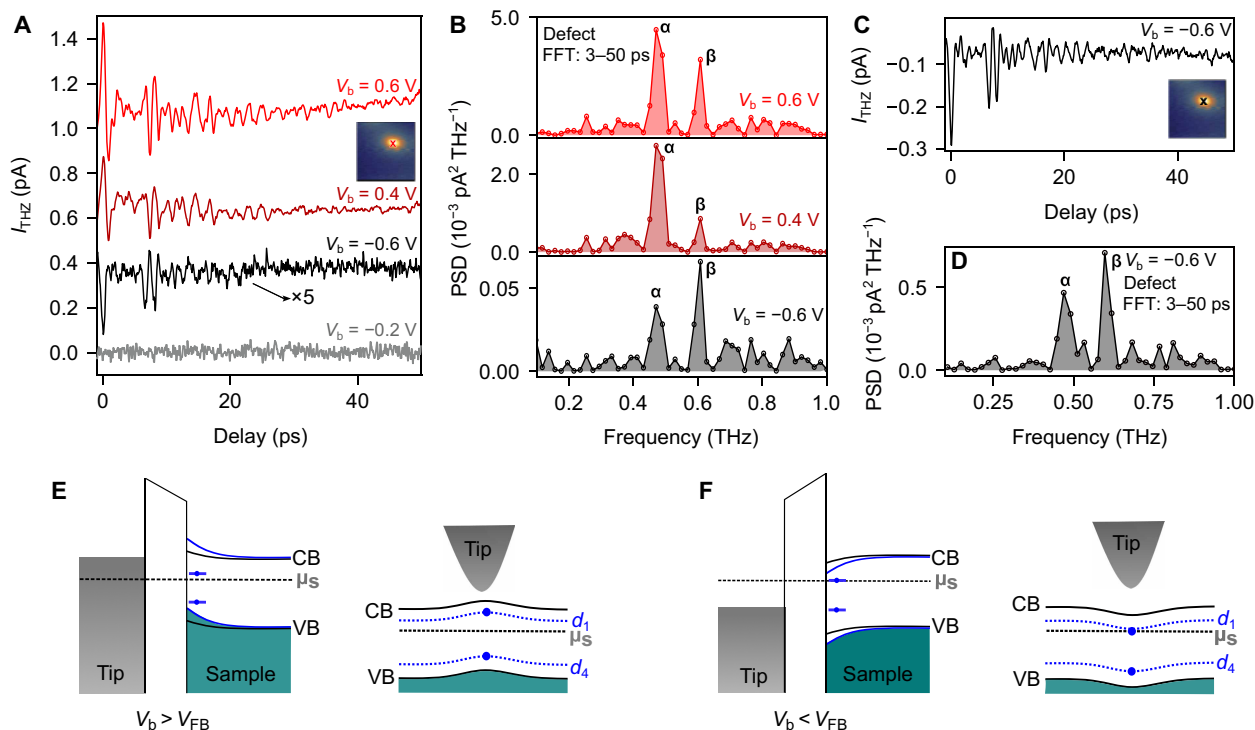 A
I_THZ (pA)
1.4
1.2
1.0
0.8
0.6
0.4
0.2
0.0
V_b = 0.6 V
x
V_b = 0.4 V
V_b = −0.6 V
×5
V_b = −0.2 V
0
20
40
Delay (ps)
B
PSD (10⁻³ pA² THz⁻¹)
5.0
0.0
Defect
FFT: 3–50 ps
α
β
V_b = 0.6 V
2.0
0.0
α
β
V_b = 0.4 V
0.05
0.00
α
β
V_b = −0.6 V
0.2
0.4
0.6
0.8
1.0
Frequency (THz)
C
I_THZ (pA)
−0.1
−0.2
−0.3
V_b = −0.6 V
x
0
20
40
Delay (ps)
D
PSD (10⁻³ pA² THz⁻¹)
0.5
0.0
α
β V_b = −0.6 V
Defect
FFT: 3–50 ps
0.25
0.50
0.75
1.00
Frequency (THz)
E
CB
μs
VB
Tip
Sample
V_b > V_FB
Tip
CB
d₁
μs
d₄
VB
F
CB
μs
VB
Tip
Sample
V_b < V_FB
Tip
CB
d₁
μs
d₄
VB